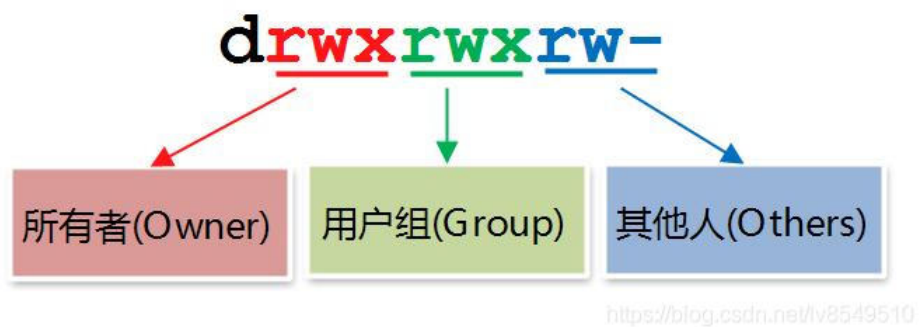 drwxrwxrw-
所有者(Owner) 用户组(Group) 其他人(Others)
https://blog.csdn.net/lv8549510